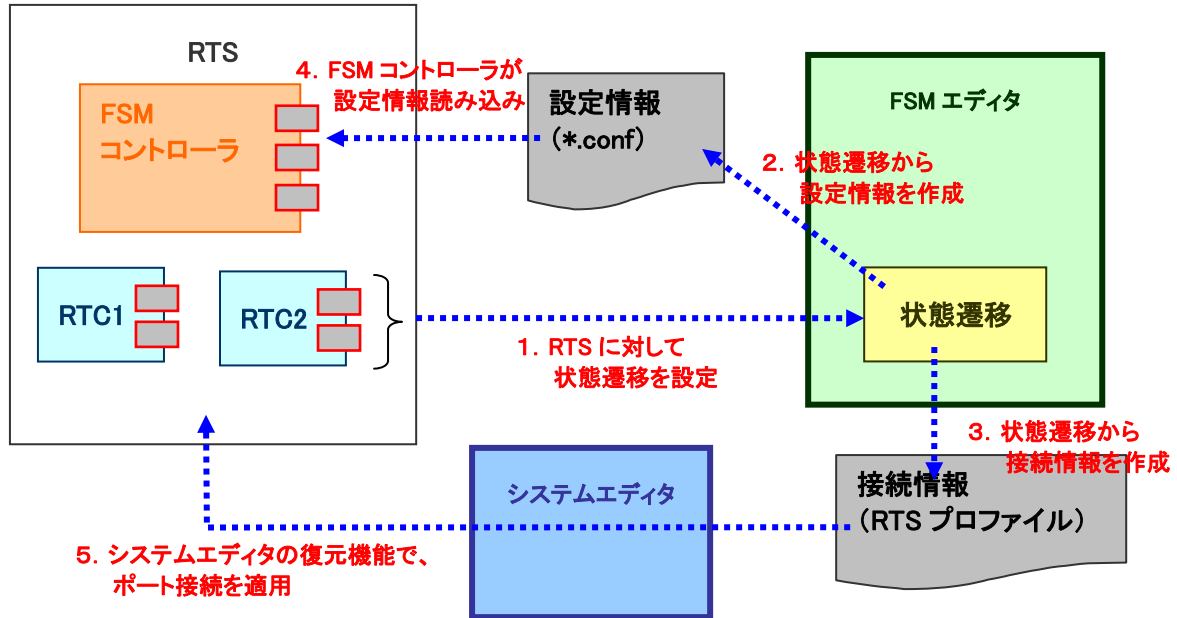 RTS
4．FSM コントローラが
設定情報読み込み
FSM
コントローラ
設定情報
(*.conf)
FSM エディタ
2．状態遷移から
設定情報を作成
RTC1
RTC2
状態遷移
1．RTS に対して
状態遷移を設定
3．状態遷移から
接続情報を作成
システムエディタ
接続情報
(RTS プロファイル)
5．システムエディタの復元機能で、
ポート接続を適用